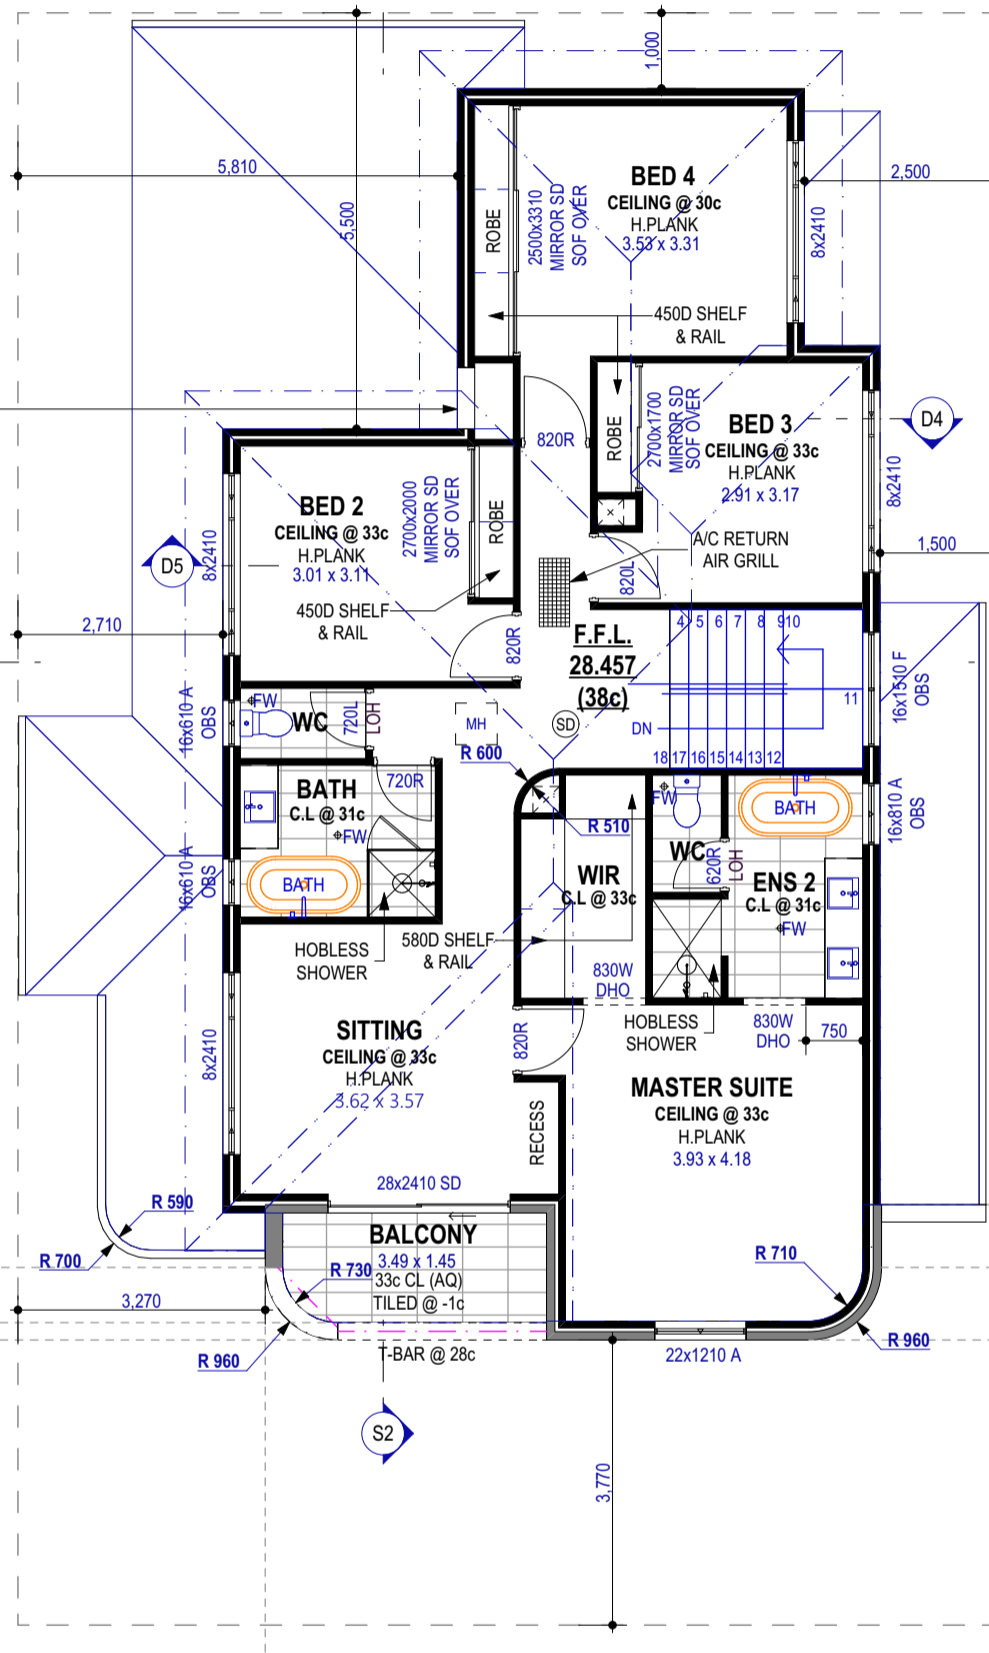 1,000
5,810
5,500
2,500
BED 4
CEILING @ 30c
H.PLANK
3.53 x 3.31
ROBE
2500x3310
MIRROR SD
SOF OVER
8x2410
450D SHELF
& RAIL
820R
ROBE
2700x1700
MIRROR SD
SOF OVER
BED 3
CEILING @ 33c
H.PLANK
2.91 x 3.17
D4
8x2410
1,500
BED 2
CEILING @ 33c
H.PLANK
3.01 x 3.11
2700x2000
MIRROR SD
SOF OVER
ROBE
D5
8x2410
450D SHELF
& RAIL
2,710
820R
A/C RETURN
AIR GRILL
820L
F.F.L.
28.457
(38c)
4 5 6 7 8 9 10
11
DN
18 17 16 15 14 13 12
16x1510 F
OBS
FW
WC
720L
LOH
16x610 A
OBS
MH
SD
R 600
720R
BATH
C.L @ 31c
FW
BATH
16x610 A
OBS
R 510
FW
WC
620R
LOH
BATH
16x810 A
OBS
WIR
C.L @ 33c
ENS 2
C.L @ 31c
FW
HOBLESS
SHOWER
580D SHELF
& RAIL
830W
DHO
HOBLESS
SHOWER
830W
DHO
750
SITTING
CEILING @ 33c
H.PLANK
3.62 x 3.57
8x2410
820R
RECESS
MASTER SUITE
CEILING @ 33c
H.PLANK
3.93 x 4.18
28x2410 SD
R 590
R 700
BALCONY
3.49 x 1.45
33c CL (AQ)
TILED @ -1c
R 730
R 710
3,270
R 960
T-BAR @ 28c
22x1210 A
R 960
S2
3,770